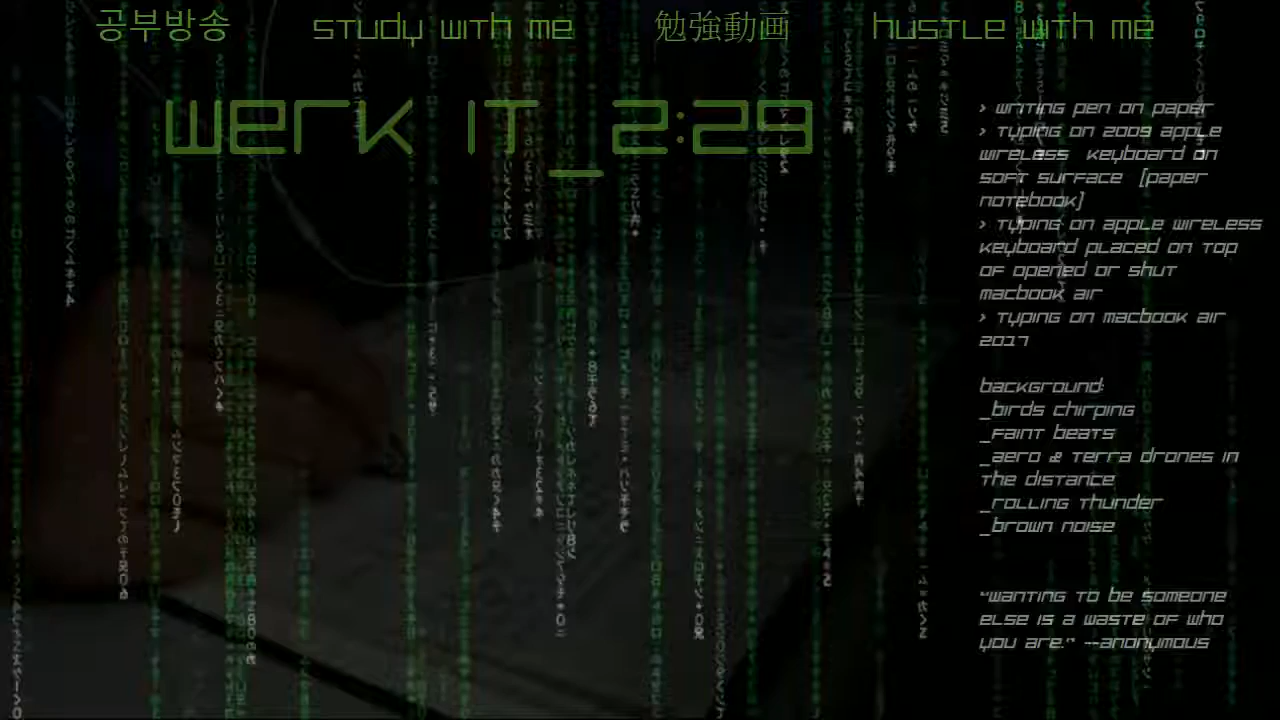 공부방송 study with me 勉強動画 hustle with me
werk it_ 2:29
> writing pen on paper
> typing on 2009 apple
wireless keyboard on
soft surface [paper
notebook]
> typing on apple wireless
keyboard placed on top
of opened or shut
macbook air
> typing on macbook air
2017
background:
_birds chirping
_faint beats
_aero & terra drones in
the distance
_rolling thunder
_brown noise
"wanting to be someone
else is a waste of who
you are." --anonymous